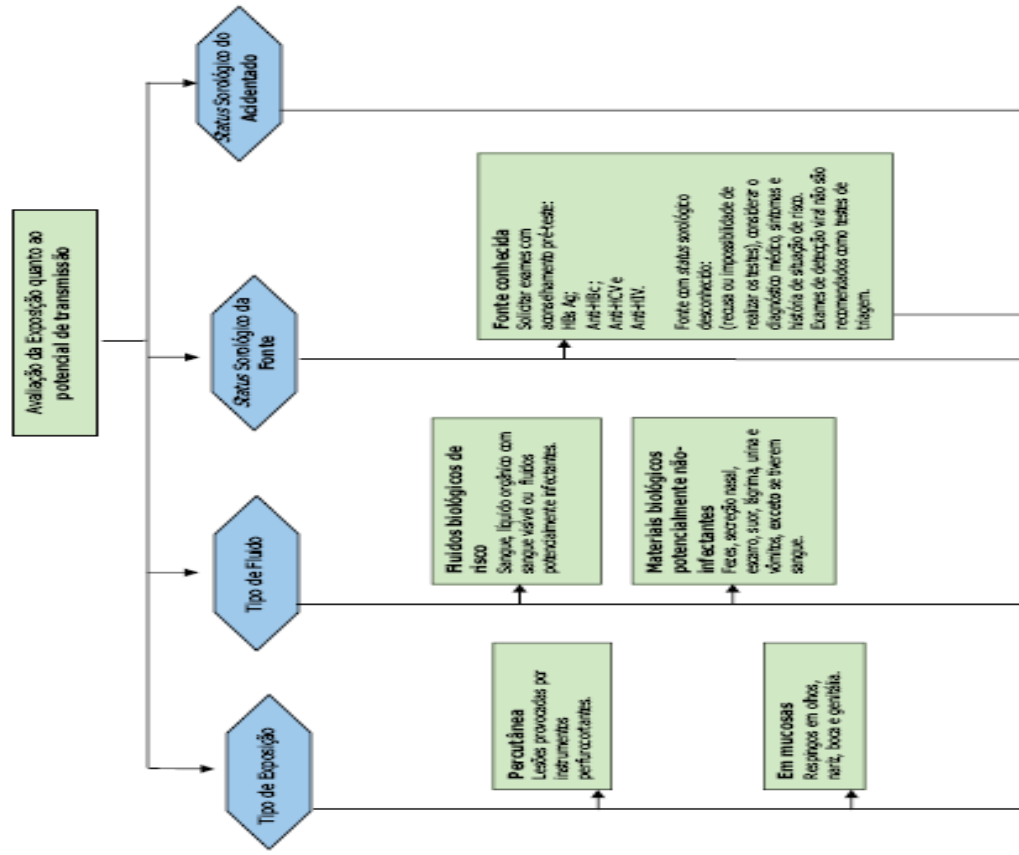 Avaliação da Exposição quanto ao
potencial de transmissão
Tipo de Exposição
Percutânea
Lesões provocadas por
instrumentos
perfurocortantes.
Em mucosas
Respingos em olhos,
nariz, boca e genitália.
Tipo de Fluido
Fluidos biológicos de
risco
Sangue, líquido orgânico com
sangue visível ou fluidos
potencialmente infectantes.
Materiais biológicos
potencialmente não-
infectantes
Fezes, secreção nasal,
escarro, suor, lágrima, urina e
vômitos, exceto se tiverem
sangue.
Status Sorológico da
Fonte
Fonte conhecida
Solicitar exames com
aconselhamento pré-teste:
HBs Ag;
Anti-HBc;
Anti-HCV e
Anti-HIV.
Fonte com status sorológico
desconhecido:
(recusa ou impossibilidade de
realizar os testes), considerar o
diagnóstico médico, sintomas e
história de situação de risco.
Exames de detecção viral não são
recomendados como testes de
triagem.
Status Sorológico do
Acidentado